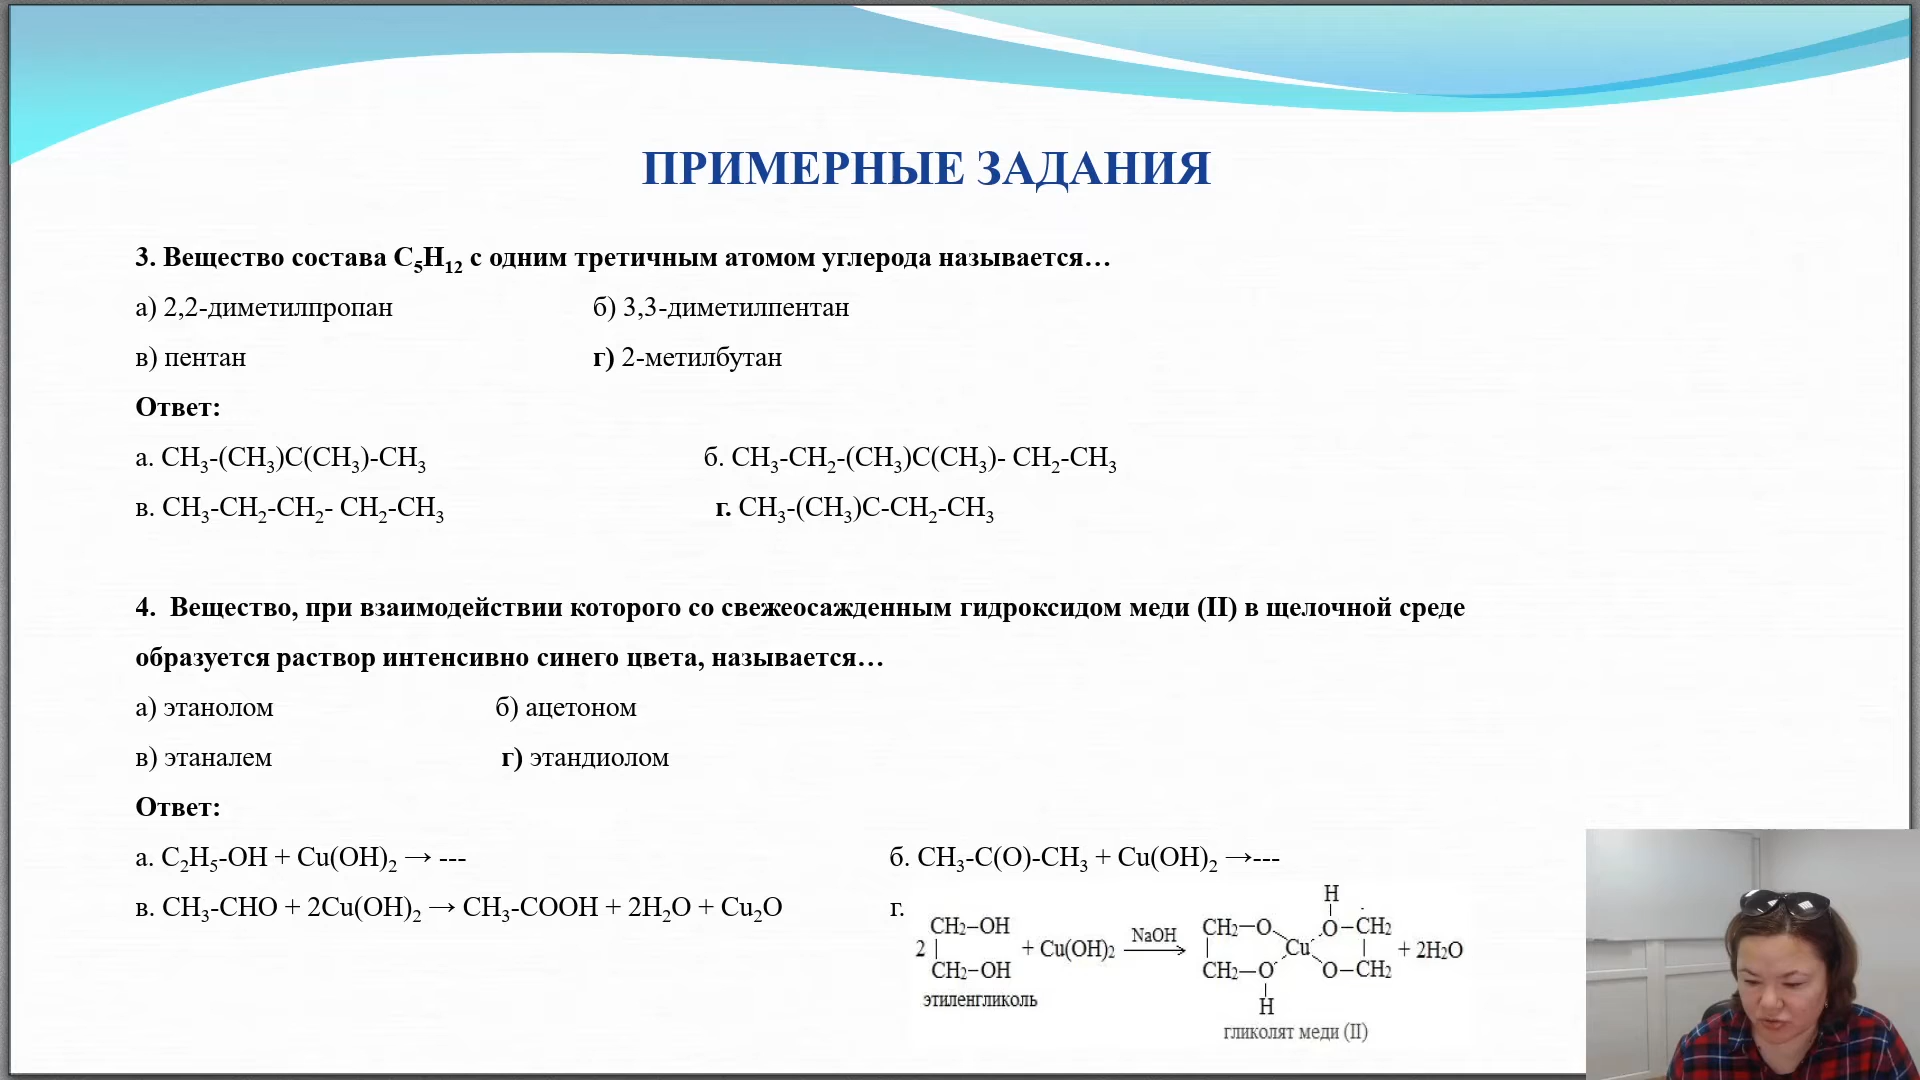 ПРИМЕРНЫЕ ЗАДАНИЯ
3. Вещество состава C₅H₁₂ с одним третичным атомом углерода называется…
а) 2,2-диметилпропан б) 3,3-диметилпентан
в) пентан г) 2-метилбутан
Ответ:
а. CH₃-(CH₃)C(CH₃)-CH₃ б. CH₃-CH₂-(CH₃)C(CH₃)- CH₂-CH₃
в. CH₃-CH₂-CH₂- CH₂-CH₃ г. CH₃-(CH₃)C-CH₂-CH₃
4. Вещество, при взаимодействии которого со свежеосажденным гидроксидом меди (II) в щелочной среде
образуется раствор интенсивно синего цвета, называется…
а) этанолом б) ацетоном
в) этаналем г) этандиолом
Ответ:
а. C₂H₅-OH + Cu(OH)₂ → --- б. CH₃-C(O)-CH₃ + Cu(OH)₂ →---
в. CH₃-CHO + 2Cu(OH)₂ → CH₃-COOH + 2H₂O + Cu₂O г.
H
CH₂–OH NaOH CH₂–O O–CH₂
2 + Cu(OH)₂ → Cu + 2H₂O
CH₂–OH CH₂–O O–CH₂
этиленгликоль H
гликолят меди (II)